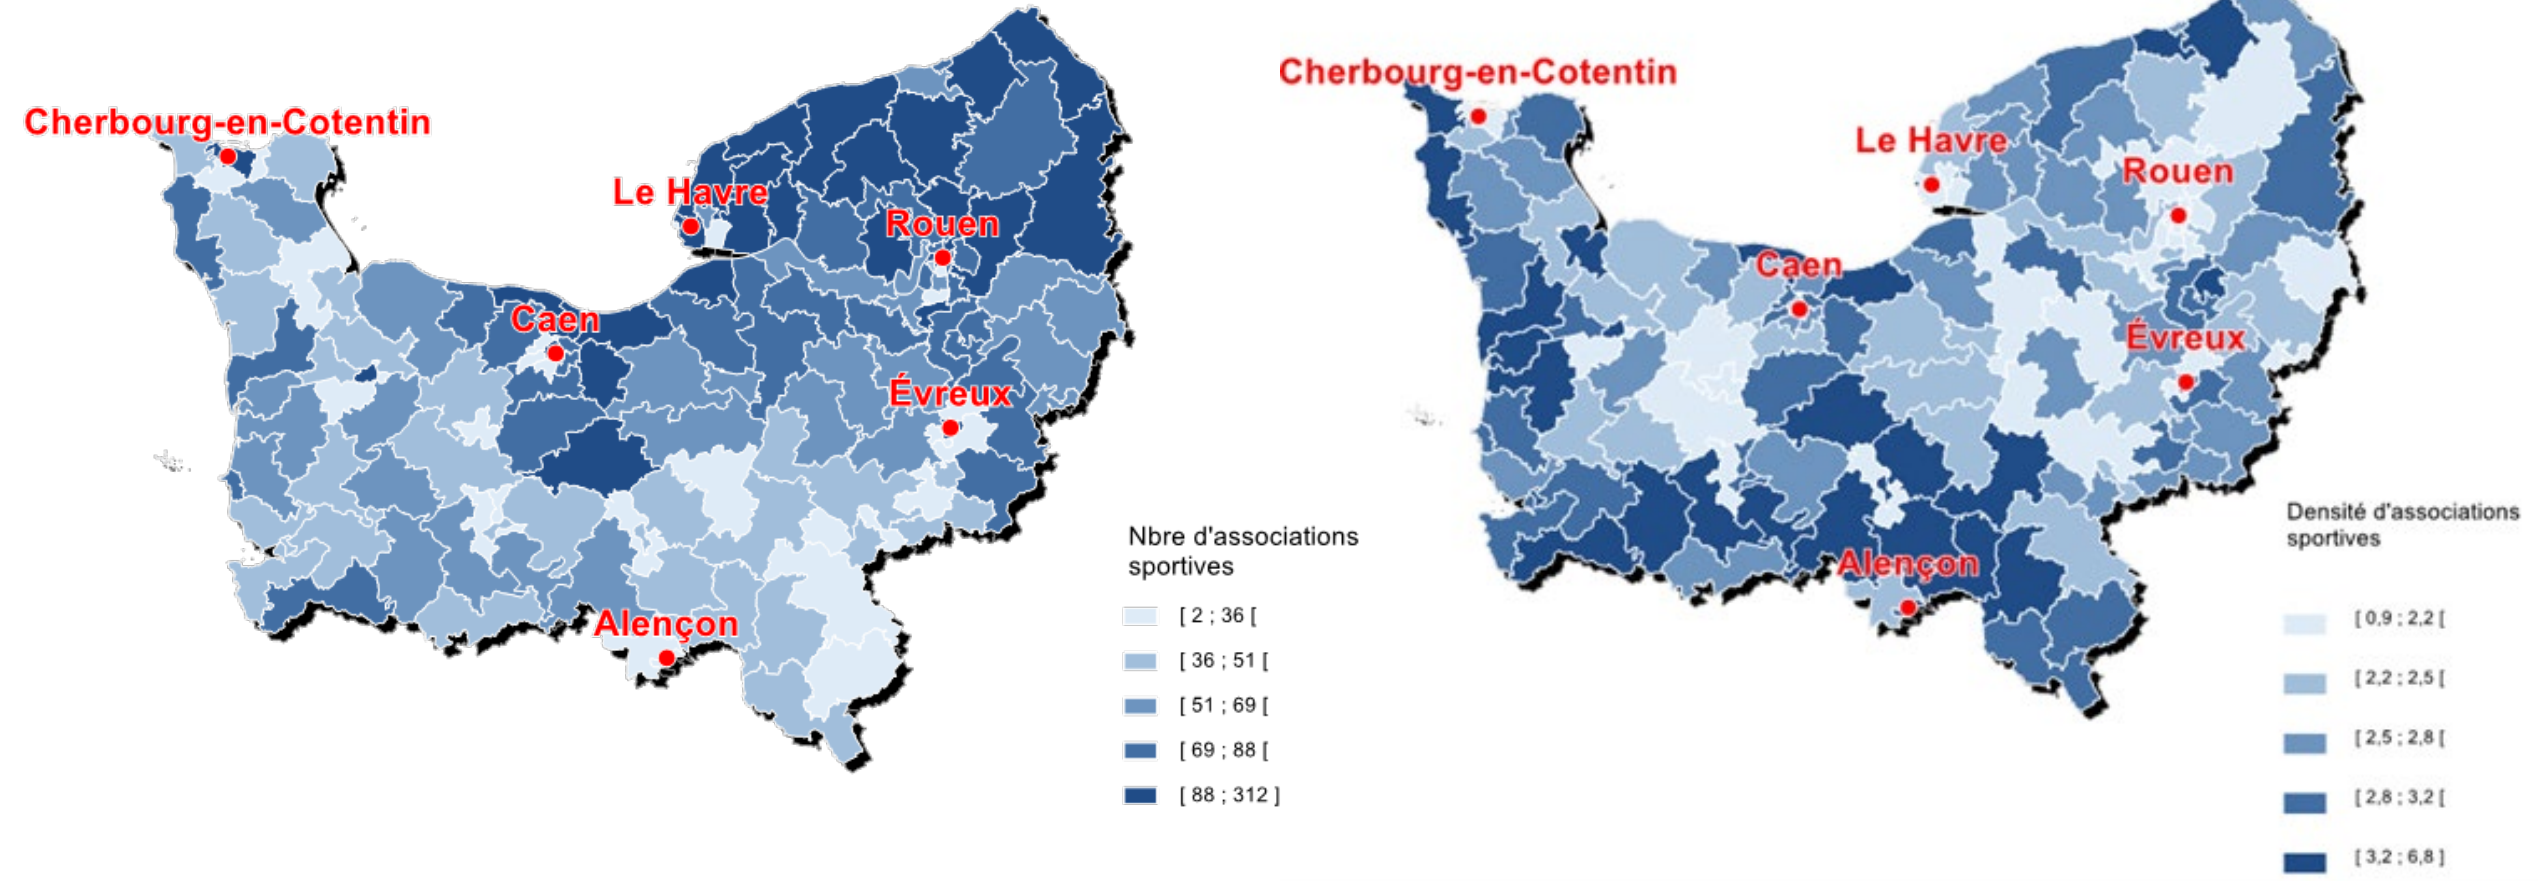 Cherbourg-en-Cotentin
Le Havre
Rouen
Caen
Évreux
Alençon
Nbre d'associations
sportives
[ 2 ; 36 [
[ 36 ; 51 [
[ 51 ; 69 [
[ 69 ; 88 [
[ 88 ; 312 ]
Cherbourg-en-Cotentin
Le Havre
Rouen
Caen
Évreux
Alençon
Densité d'associations
sportives
[ 0,9 ; 2,2 [
[ 2,2 ; 2,5 [
[ 2,5 ; 2,8 [
[ 2,8 ; 3,2 [
[ 3,2 ; 6,8 ]